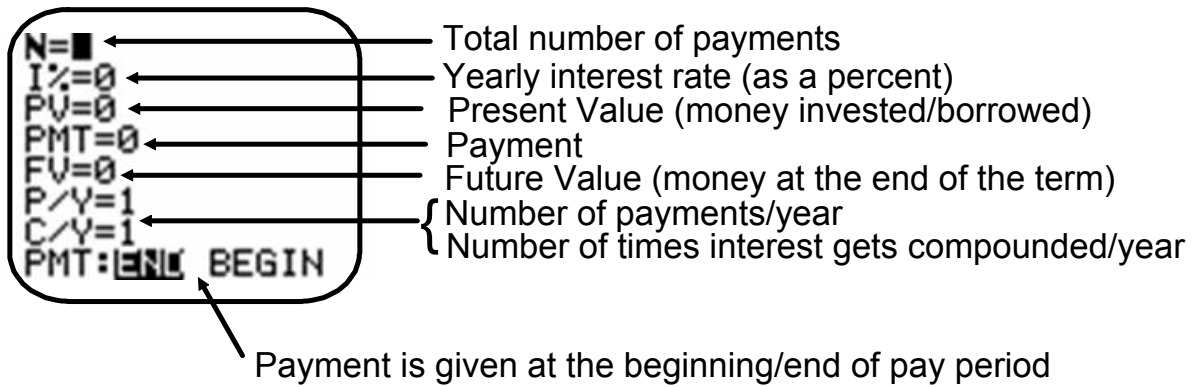 N=
Total number of payments
I%=0
Yearly interest rate (as a percent)
PV=0
Present Value (money invested/borrowed)
PMT=0
Payment
FV=0
Future Value (money at the end of the term)
P/Y=1
Number of payments/year
C/Y=1
Number of times interest gets compounded/year
PMT:END BEGIN
Payment is given at the beginning/end of pay period